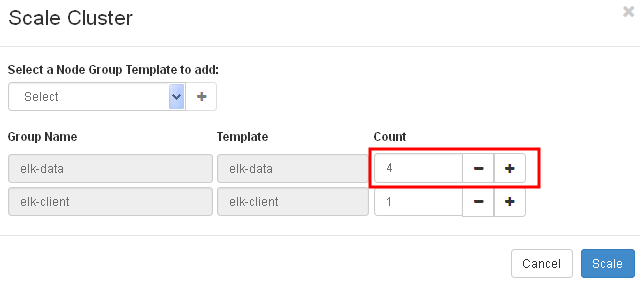 Scale Cluster
×
Select a Node Group Template to add:
Select +
Group Name Template Count
elk-data elk-data 4 - +
elk-client elk-client 1 - +
Cancel Scale